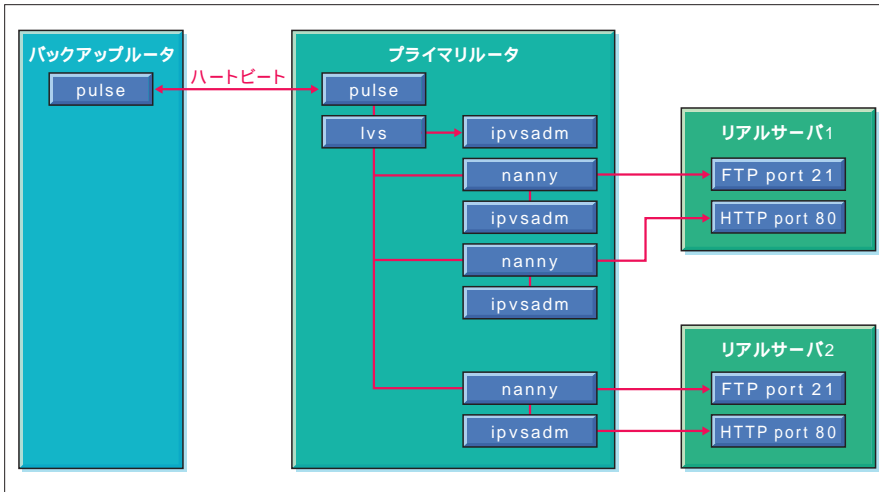 バックアップルータ
pulse
ハートビート
プライマリルータ
pulse
lvs
ipvsadm
nanny
ipvsadm
nanny
ipvsadm
nanny
ipvsadm
リアルサーバ1
FTP port 21
HTTP port 80
リアルサーバ2
FTP port 21
HTTP port 80